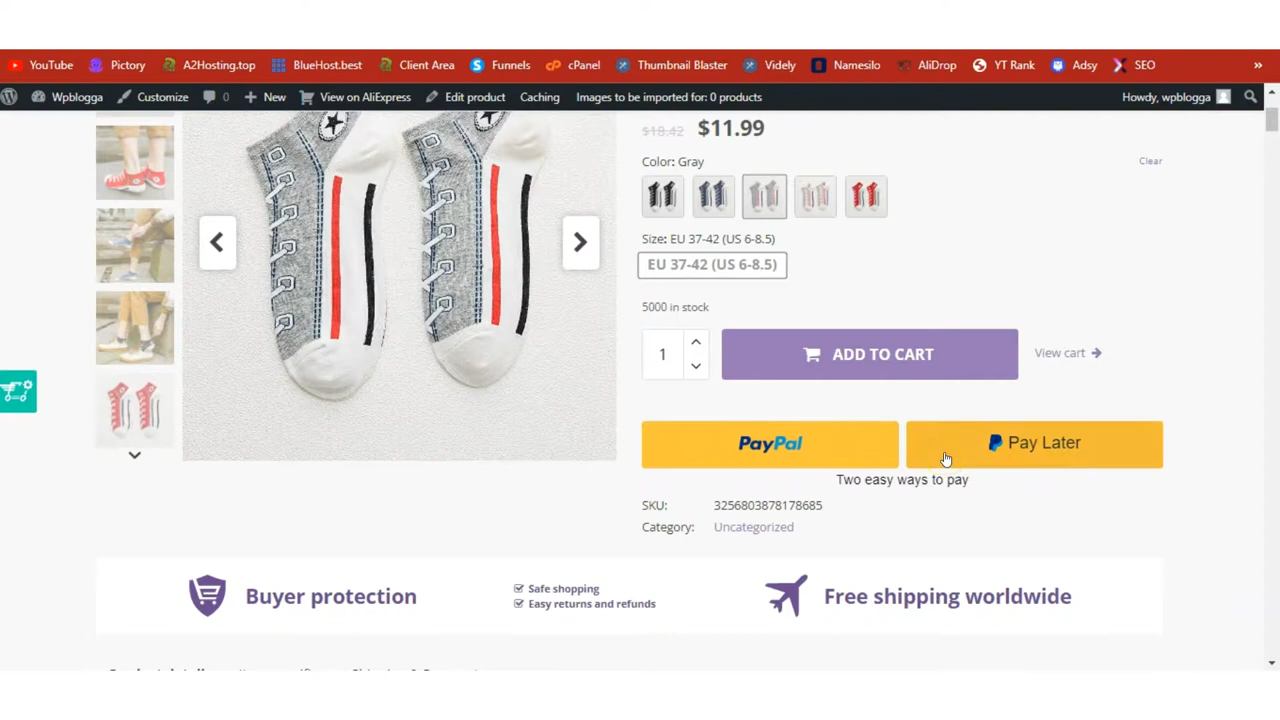 YouTube Pictory A2Hosting.top BlueHost.best Client Area Funnels cPanel Thumbnail Blaster Videly Namesilo AliDrop YT Rank Adsy SEO »
Wpblogga Customize 0 New View on AliExpress Edit product Caching Images to be imported for: 0 products Howdy, wpblogga
$18.42 $11.99
Color: Gray Clear
Size: EU 37-42 (US 6-8.5)
EU 37-42 (US 6-8.5)
5000 in stock
1 ADD TO CART View cart
PayPal Pay Later
Two easy ways to pay
SKU: 3256803878178685
Category: Uncategorized
Buyer protection Safe shopping Free shipping worldwide
Easy returns and refunds